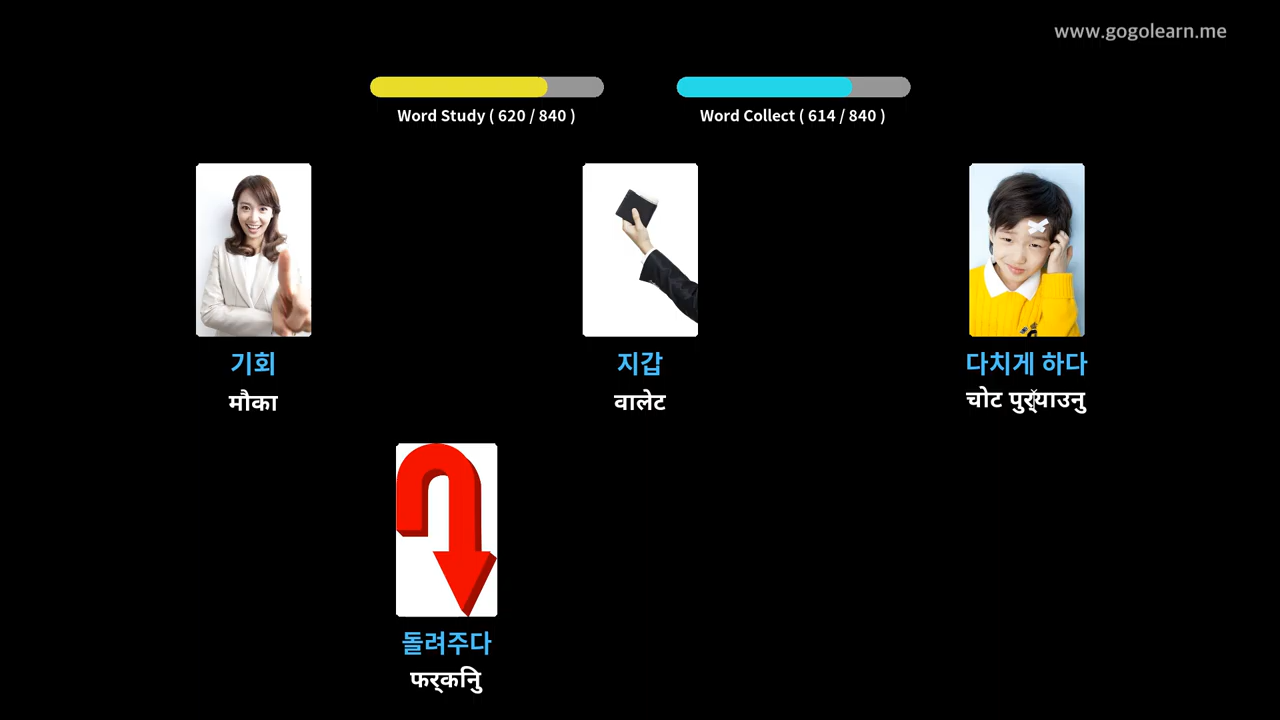 www.gogolearn.me
Word Study ( 620 / 840 )
Word Collect ( 614 / 840 )
기회
मौका
지갑
वालेट
다치게 하다
चोट पुर्‍याउनु
돌려주다
फर्कनुि